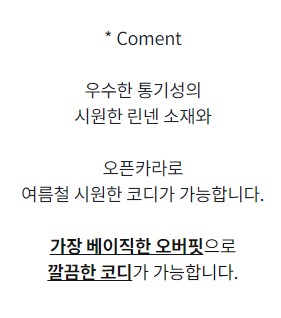 * Coment
우수한 통기성의
시원한 린넨 소재와
오픈카라로
여름철 시원한 코디가 가능합니다.
가장 베이직한 오버핏으로
깔끔한 코디가 가능합니다.